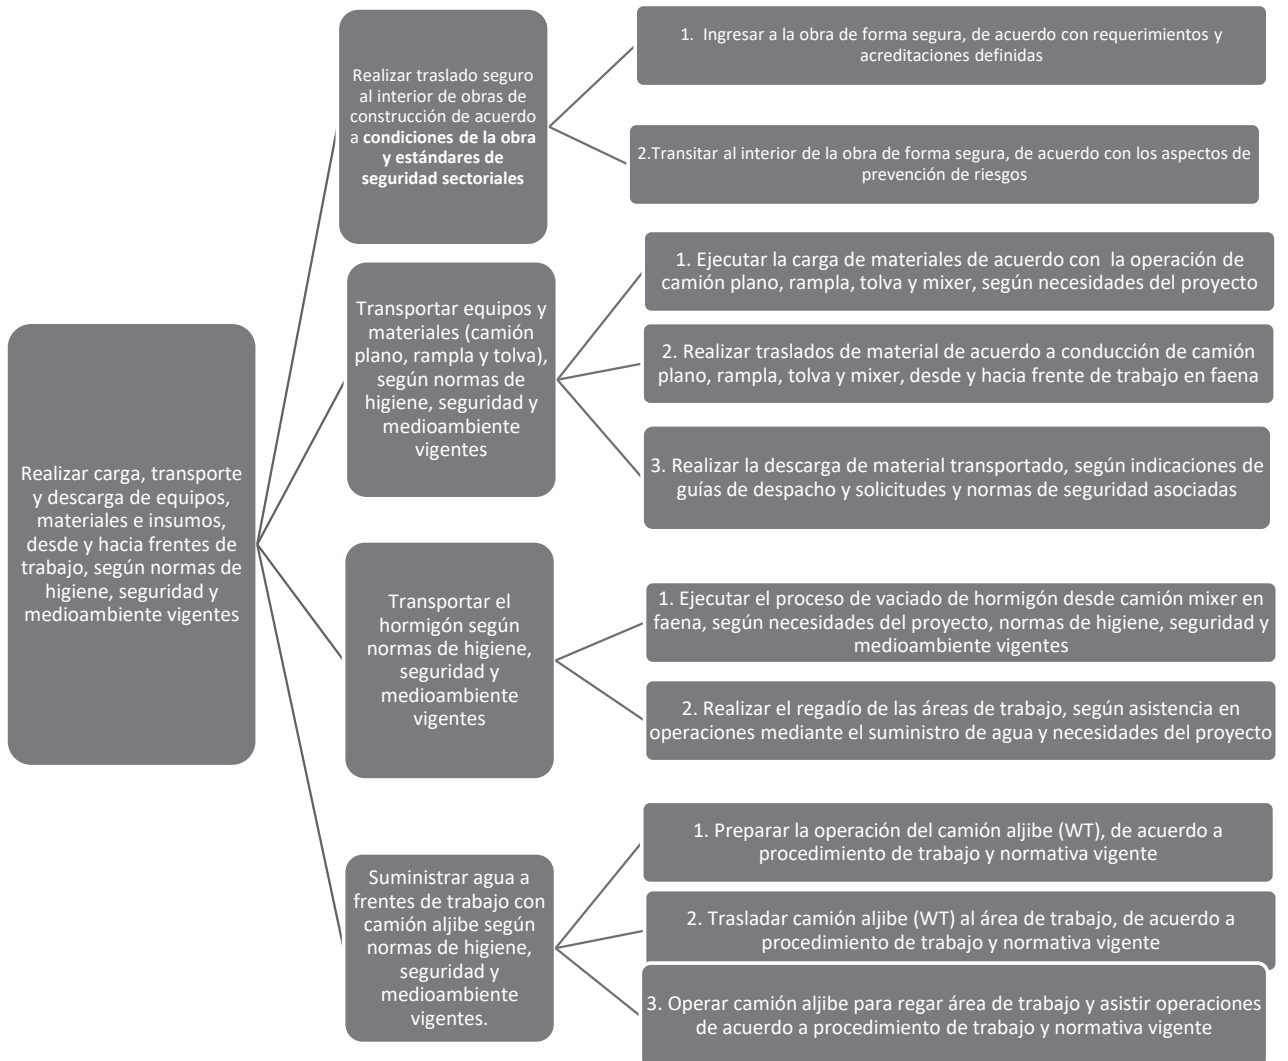 Realizar carga, transporte
y descarga de equipos,
materiales e insumos,
desde y hacia frentes de
trabajo, según normas de
higiene, seguridad y
medioambiente vigentes
Realizar traslado seguro
al interior de obras de
construcción de acuerdo
a condiciones de la obra
y estándares de
seguridad sectoriales
1. Ingresar a la obra de forma segura, de acuerdo con requerimientos y
acreditaciones definidas
2.Transitar al interior de la obra de forma segura, de acuerdo con los aspectos de
prevención de riesgos
Transportar equipos y
materiales (camión
plano, rampla y tolva),
según normas de
higiene, seguridad y
medioambiente
vigentes
1. Ejecutar la carga de materiales de acuerdo con la operación de
camión plano, rampla, tolva y mixer, según necesidades del proyecto
2. Realizar traslados de material de acuerdo a conducción de camión
plano, rampla, tolva y mixer, desde y hacia frente de trabajo en faena
3. Realizar la descarga de material transportado, según indicaciones de
guías de despacho y solicitudes y normas de seguridad asociadas
Transportar el
hormigón según
normas de higiene,
seguridad y
medioambiente
vigentes
1. Ejecutar el proceso de vaciado de hormigón desde camión mixer en
faena, según necesidades del proyecto, normas de higiene, seguridad y
medioambiente vigentes
2. Realizar el regadío de las áreas de trabajo, según asistencia en
operaciones mediante el suministro de agua y necesidades del proyecto
Suministrar agua a
frentes de trabajo con
camión aljibe según
normas de higiene,
seguridad y
medioambiente
vigentes.
1. Preparar la operación del camión aljibe (WT), de acuerdo a
procedimiento de trabajo y normativa vigente
2. Trasladar camión aljibe (WT) al área de trabajo, de acuerdo a
procedimiento de trabajo y normativa vigente
3. Operar camión aljibe para regar área de trabajo y asistir operaciones
de acuerdo a procedimiento de trabajo y normativa vigente